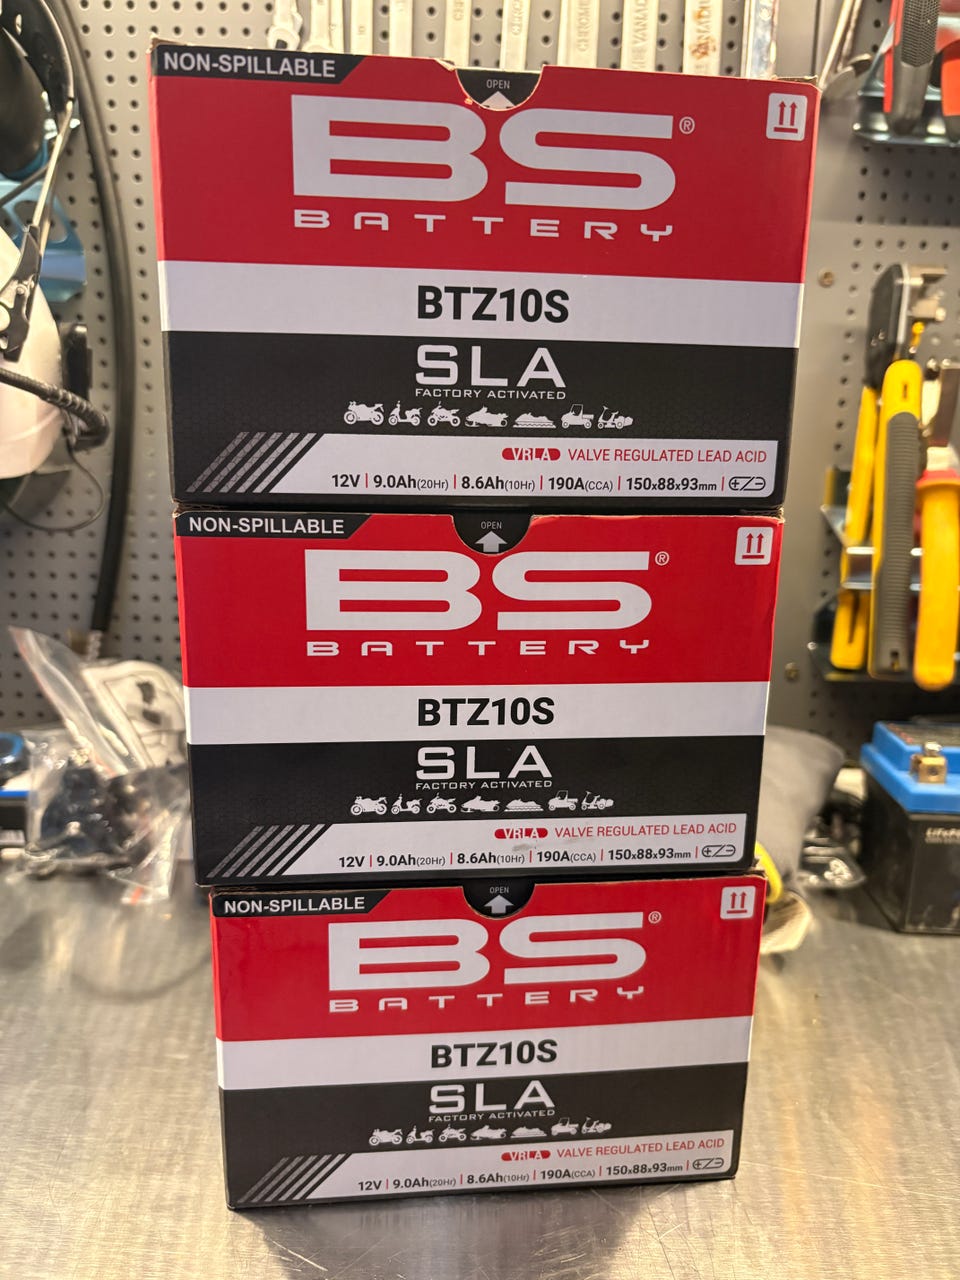 NON-SPILLABLE
OPEN
BS®
BATTERY
BTZ10S
SLA
FACTORY ACTIVATED
VRLA VALVE REGULATED LEAD ACID
12V | 9.0Ah(20Hr) | 8.6Ah(10Hr) | 190A(CCA) | 150x88x93mm
NON-SPILLABLE
OPEN
BS®
BATTERY
BTZ10S
SLA
FACTORY ACTIVATED
VRLA VALVE REGULATED LEAD ACID
12V | 9.0Ah(20Hr) | 8.6Ah(10Hr) | 190A(CCA) | 150x88x93mm
NON-SPILLABLE
OPEN
BS®
BATTERY
BTZ10S
SLA
FACTORY ACTIVATED
VRLA VALVE REGULATED LEAD ACID
12V | 9.0Ah(20Hr) | 8.6Ah(10Hr) | 190A(CCA) | 150x88x93mm